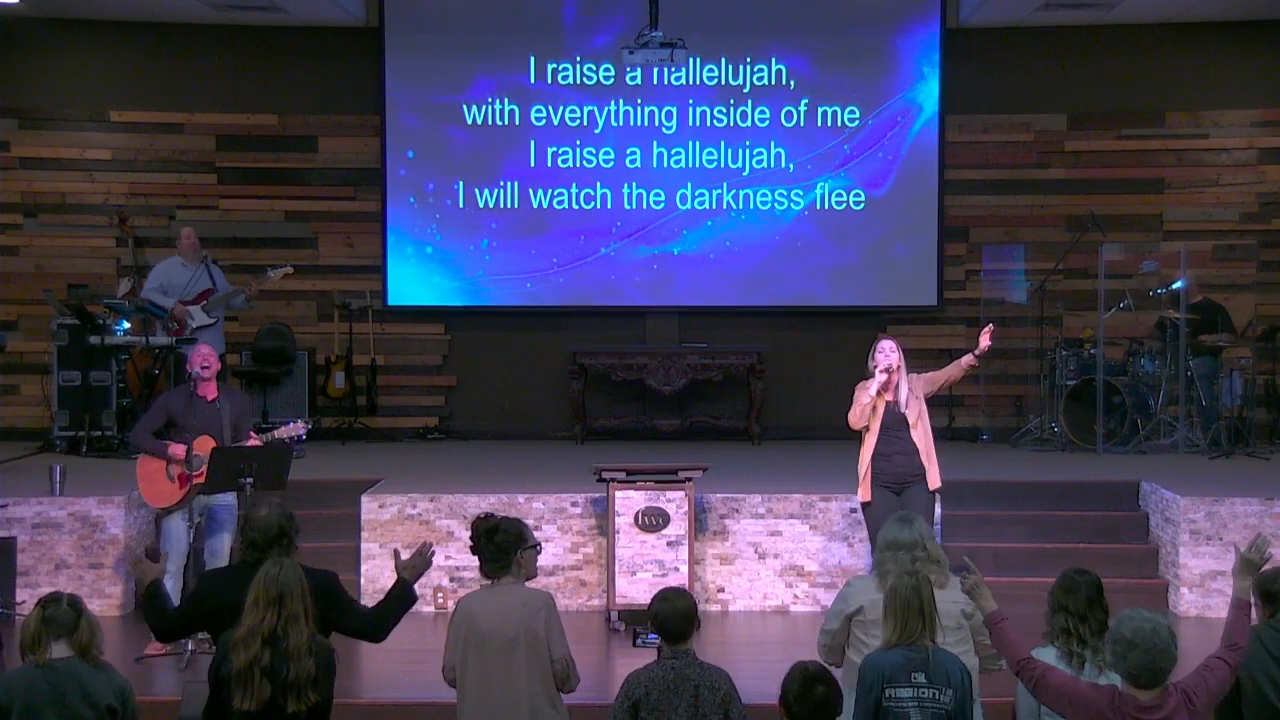 I raise a hallelujah,
with everything inside of me
I raise a hallelujah,
I will watch the darkness flee